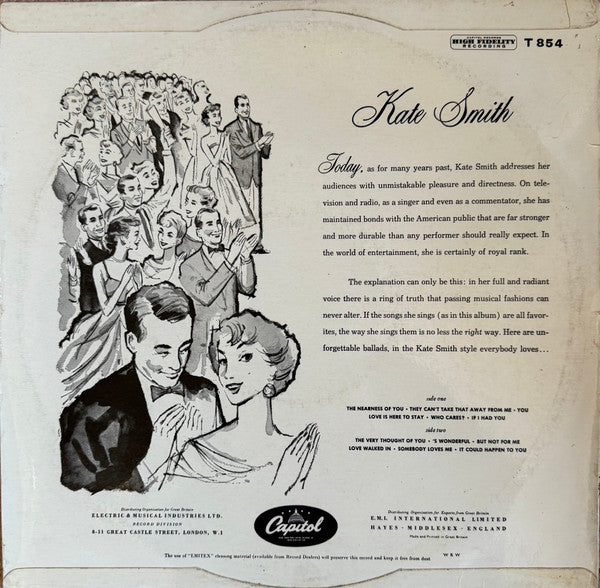 CAPITOL RECORDS
HIGH FIDELITY
RECORDING
T 854
Kate Smith
Today, as for many years past, Kate Smith addresses her
audiences with unmistakable pleasure and directness. On tele-
vision and radio, as a singer and even as a commentator, she has
maintained bonds with the American public that are far stronger
and more durable than any performer should really expect. In
the world of entertainment, she is certainly of royal rank.
The explanation can only be this: in her full and radiant
voice there is a ring of truth that passing musical fashions can
never alter. If the songs she sings (as in this album) are all favor-
ites, the way she sings them is no less the right way. Here are un-
forgettable ballads, in the Kate Smith style everybody loves...
side one
THE NEARNESS OF YOU · THEY CAN'T TAKE THAT AWAY FROM ME · YOU
LOVE IS HERE TO STAY · WHO CARES? · IF I HAD YOU
side two
THE VERY THOUGHT OF YOU · 'S WONDERFUL · BUT NOT FOR ME
LOVE WALKED IN · SOMEBODY LOVES ME · IT COULD HAPPEN TO YOU
Distributing Organization for Great Britain
ELECTRIC & MUSICAL INDUSTRIES LTD.
RECORD DIVISION
8-11 GREAT CASTLE STREET, LONDON, W.1
Capitol
Distributing Organization for Exports from Great Britain
E.M.I. INTERNATIONAL LIMITED
HAYES · MIDDLESEX · ENGLAND
Made and Printed in Great Britain
The use of "EMITEX" cleaning material (available from Record Dealers) will preserve this record and keep it free from dust
W E W